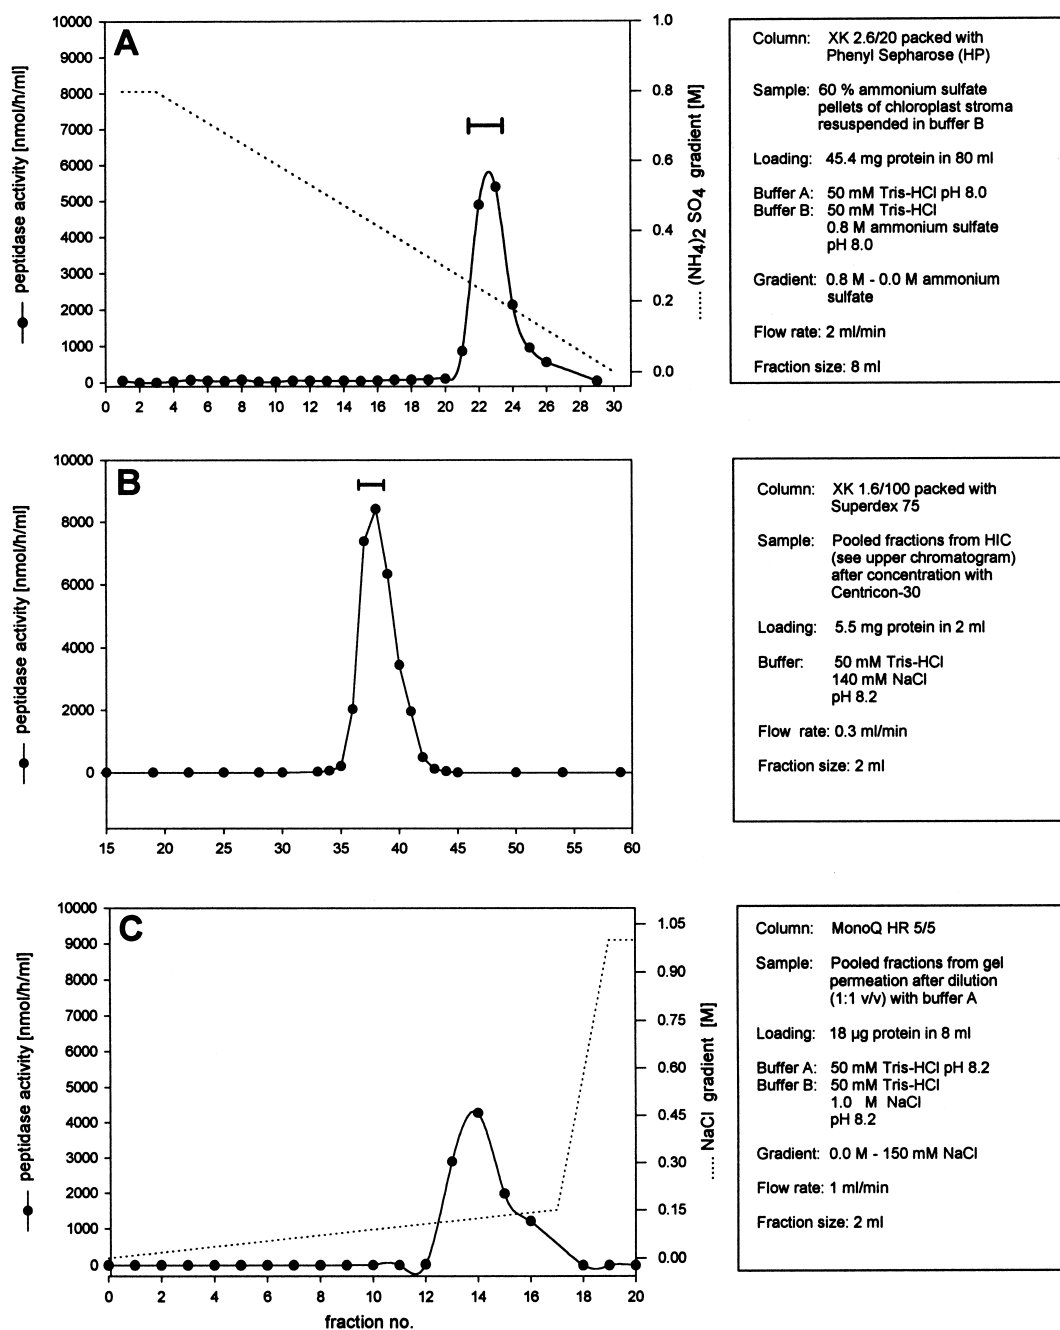 A
peptidase activity [nmol/h/ml]
10000
9000
8000
7000
6000
5000
4000
3000
2000
1000
0
0 2 4 6 8 10 12 14 16 18 20 22 24 26 28 30
1.0
0.8
0.6
0.4
0.2
0.0
(NH4)2 SO4 gradient [M]
Column: XK 2.6/20 packed with
Phenyl Sepharose (HP)
Sample: 60 % ammonium sulfate
pellets of chloroplast stroma
resuspended in buffer B
Loading: 45.4 mg protein in 80 ml
Buffer A: 50 mM Tris-HCl pH 8.0
Buffer B: 50 mM Tris-HCl
0.8 M ammonium sulfate
pH 8.0
Gradient: 0.8 M - 0.0 M ammonium
sulfate
Flow rate: 2 ml/min
Fraction size: 8 ml
B
peptidase activity [nmol/h/ml]
10000
8000
6000
4000
2000
0
15 20 25 30 35 40 45 50 55 60
Column: XK 1.6/100 packed with
Superdex 75
Sample: Pooled fractions from HIC
(see upper chromatogram)
after concentration with
Centricon-30
Loading: 5.5 mg protein in 2 ml
Buffer: 50 mM Tris-HCl
140 mM NaCl
pH 8.2
Flow rate: 0.3 ml/min
Fraction size: 2 ml
C
peptidase activity [nmol/h/ml]
10000
9000
8000
7000
6000
5000
4000
3000
2000
1000
0
0 2 4 6 8 10 12 14 16 18 20
fraction no.
1.05
0.90
0.75
0.60
0.45
0.30
0.15
0.00
NaCl gradient [M]
Column: MonoQ HR 5/5
Sample: Pooled fractions from gel
permeation after dilution
(1:1 v/v) with buffer A
Loading: 18 µg protein in 8 ml
Buffer A: 50 mM Tris-HCl pH 8.2
Buffer B: 50 mM Tris-HCl
1.0 M NaCl
pH 8.2
Gradient: 0.0 M - 150 mM NaCl
Flow rate: 1 ml/min
Fraction size: 2 ml